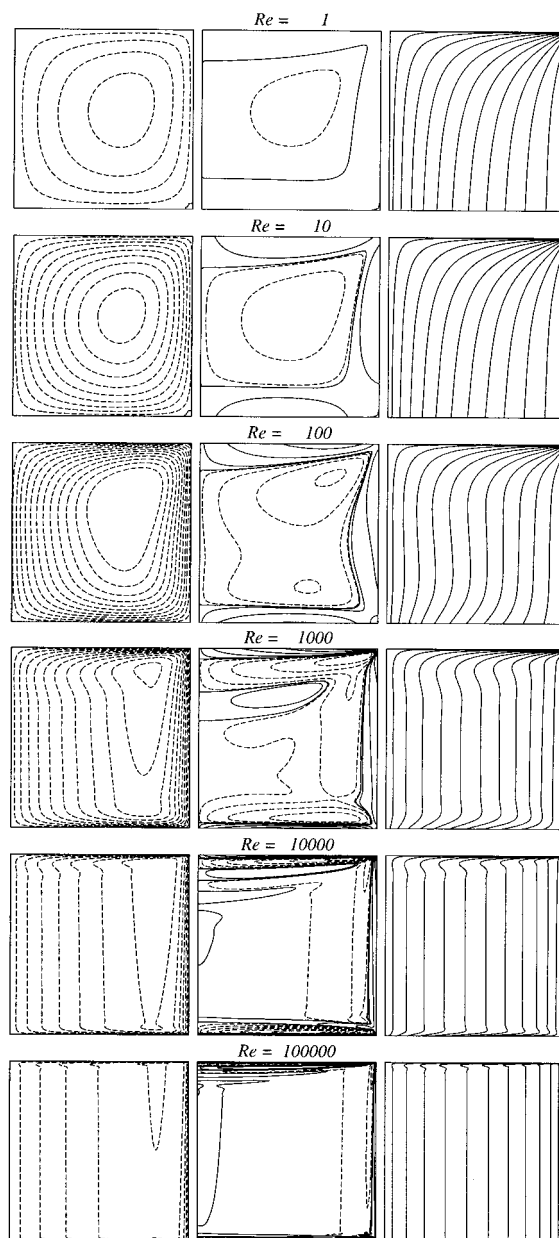 Re = 1
Re = 10
Re = 100
Re = 1000
Re = 10000
Re = 100000